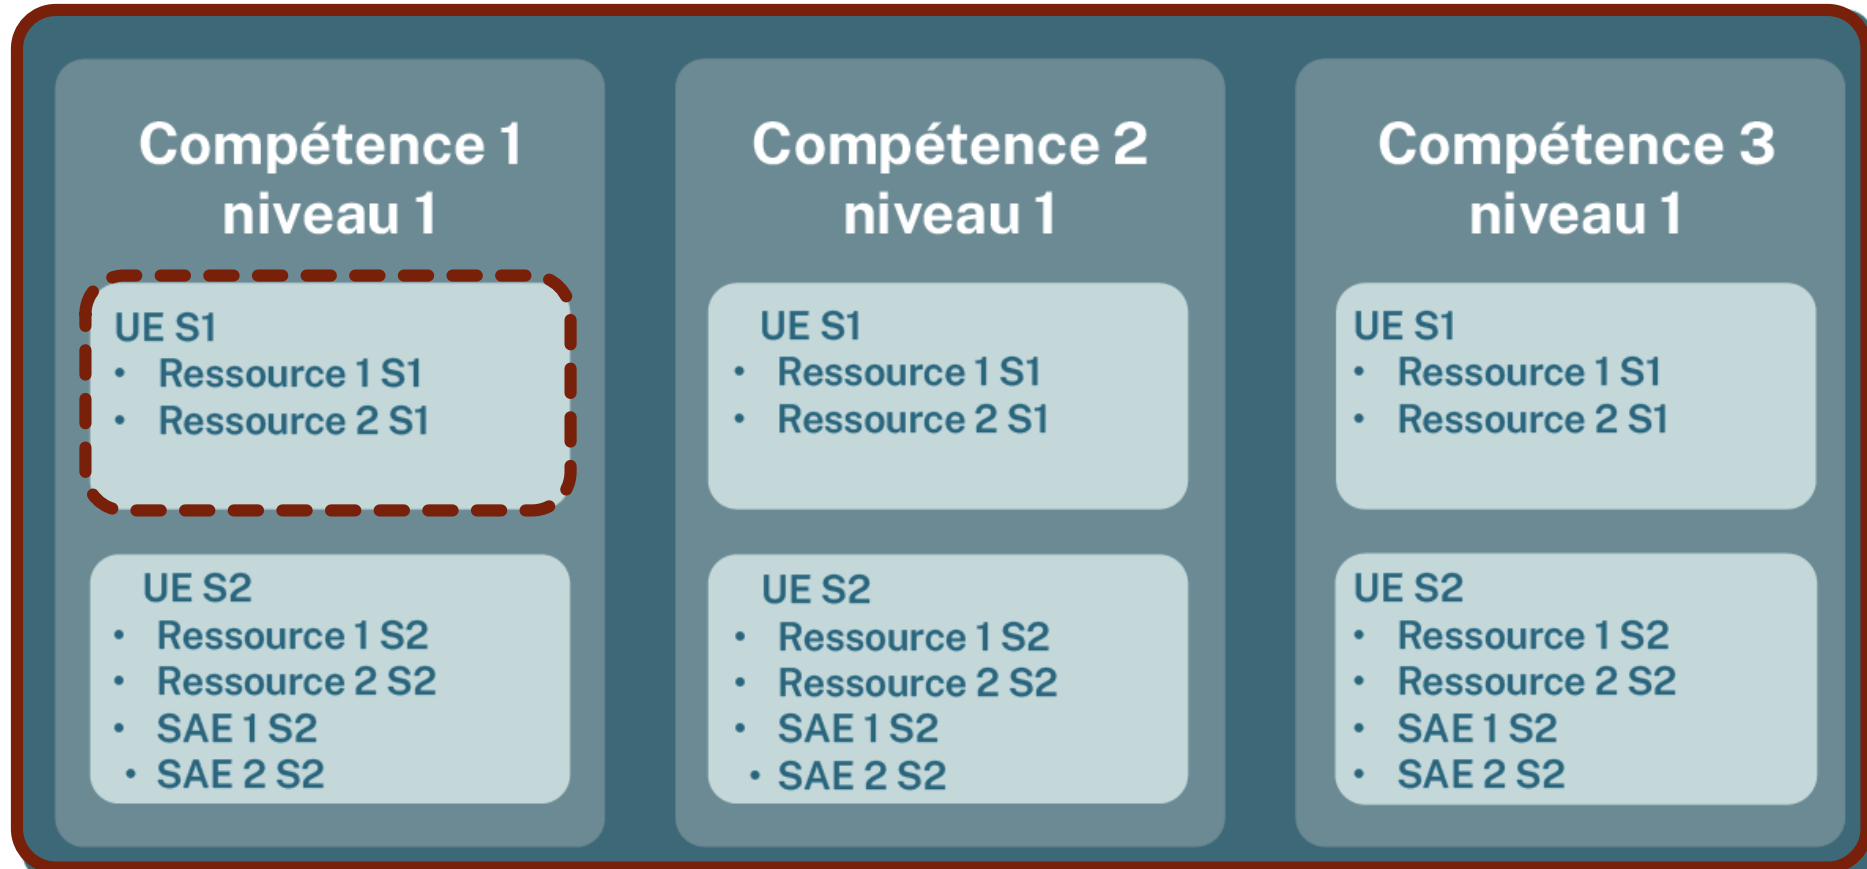 Compétence 1
niveau 1
UE S1
• Ressource 1 S1
• Ressource 2 S1
UE S2
• Ressource 1 S2
• Ressource 2 S2
• SAE 1 S2
• SAE 2 S2
Compétence 2
niveau 1
UE S1
• Ressource 1 S1
• Ressource 2 S1
UE S2
• Ressource 1 S2
• Ressource 2 S2
• SAE 1 S2
• SAE 2 S2
Compétence 3
niveau 1
UE S1
• Ressource 1 S1
• Ressource 2 S1
UE S2
• Ressource 1 S2
• Ressource 2 S2
• SAE 1 S2
• SAE 2 S2